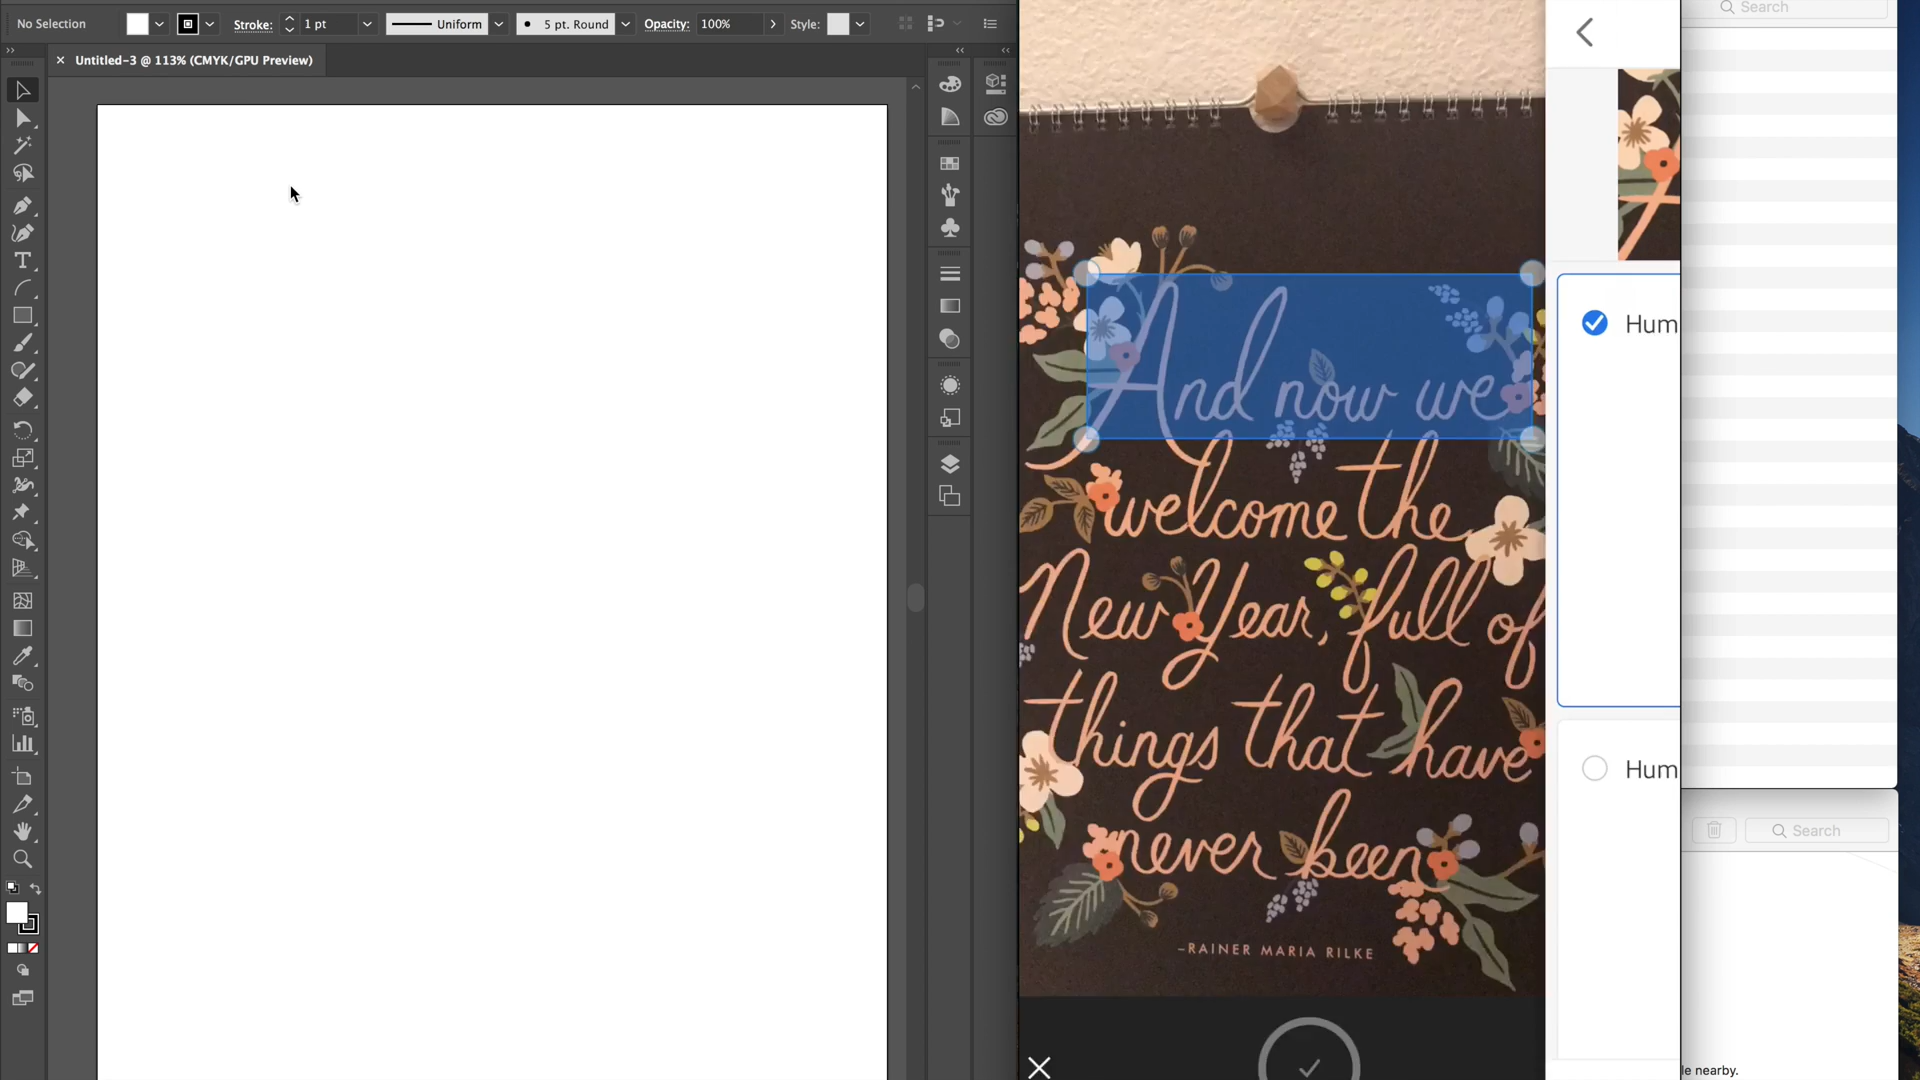 No Selection
Stroke:
1 pt
Uniform
5 pt. Round
Opacity:
100%
Style:
Untitled-3 @ 113% (CMYK/GPU Preview)
T
And now we
welcome the
New Year, full of
things that have
never been
–RAINER MARIA RILKE
Hum
Hum
Search
Search
le nearby.